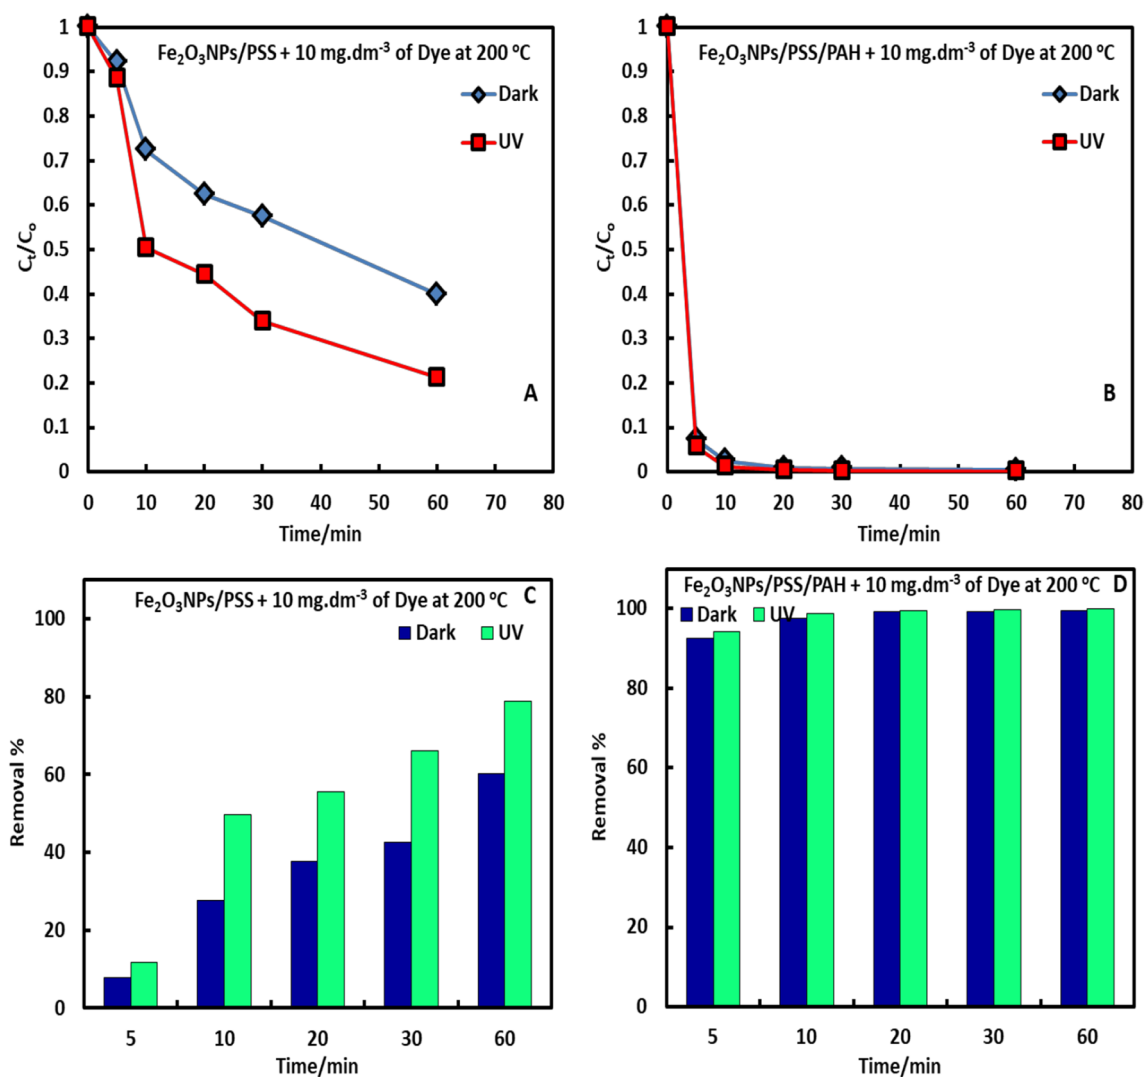 Fe₂O₃NPs/PSS + 10 mg.dm⁻³ of Dye at 200 ºC
Dark
UV
1
0.9
0.8
0.7
0.6
0.5
0.4
0.3
0.2
0.1
0
Cₜ/Cₒ
A
0 10 20 30 40 50 60 70 80
Time/min
Fe₂O₃NPs/PSS/PAH + 10 mg.dm⁻³ of Dye at 200 ºC
Dark
UV
1
0.9
0.8
0.7
0.6
0.5
0.4
0.3
0.2
0.1
0
Cₜ/Cₒ
B
0 10 20 30 40 50 60 70 80
Time/min
Fe₂O₃NPs/PSS + 10 mg.dm⁻³ of Dye at 200 ºC C
Dark UV
100
80
60
40
20
0
Removal %
5 10 20 30 60
Time/min
Fe₂O₃NPs/PSS/PAH + 10 mg.dm⁻³ of Dye at 200 ºC D
Dark UV
100
80
60
40
20
0
Removal %
5 10 20 30 60
Time/min